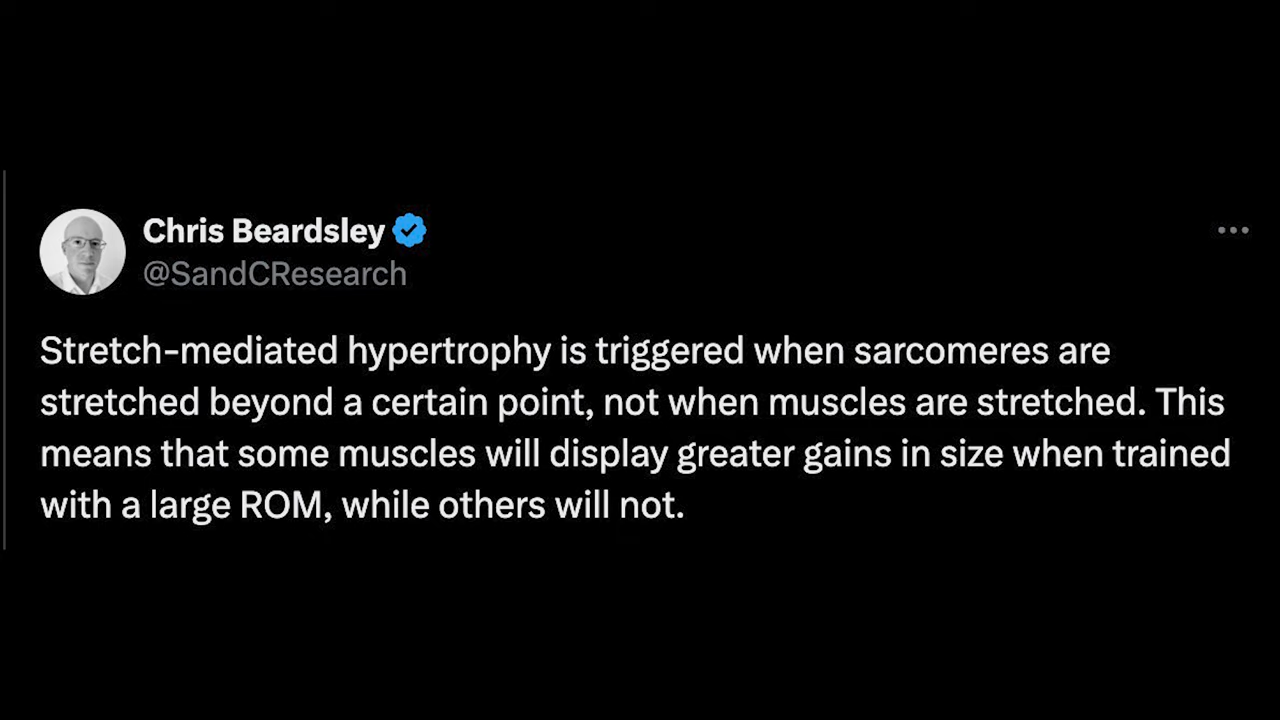 Chris Beardsley
@SandCResearch
Stretch-mediated hypertrophy is triggered when sarcomeres are
stretched beyond a certain point, not when muscles are stretched. This
means that some muscles will display greater gains in size when trained
with a large ROM, while others will not.